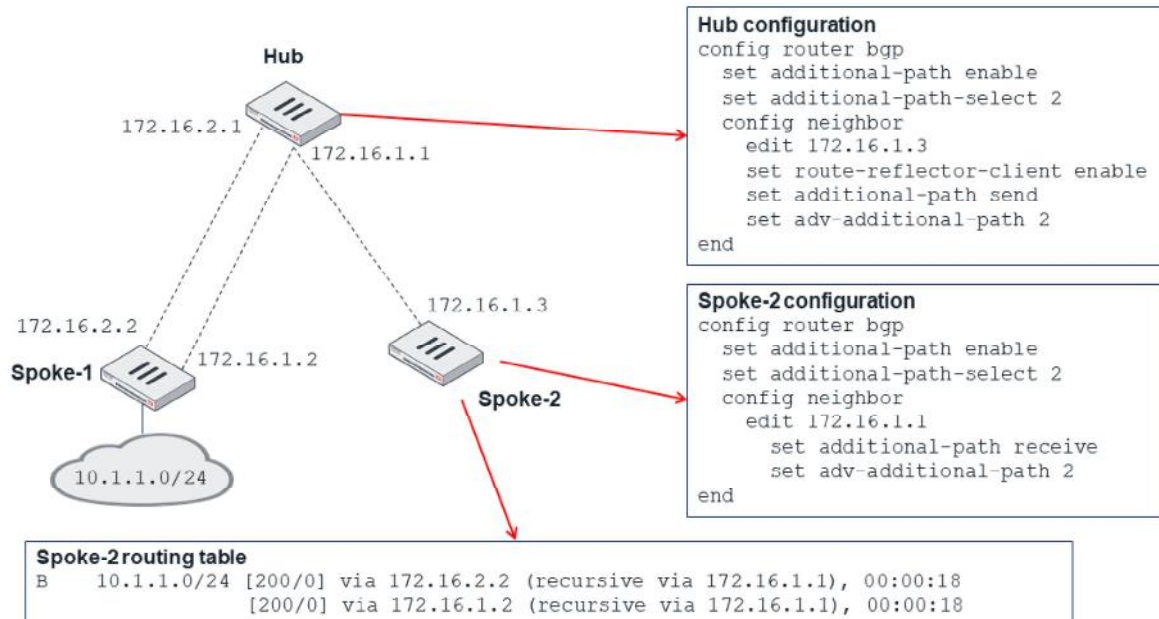 Hub
172.16.2.1
172.16.1.1
172.16.1.3
172.16.2.2
172.16.1.2
Spoke-1
Spoke-2
10.1.1.0/24
Hub configuration
config router bgp
set additional-path enable
set additional-path-select 2
config neighbor
edit 172.16.1.3
set route-reflector-client enable
set additional-path send
set adv-additional-path 2
end
Spoke-2 configuration
config router bgp
set additional-path enable
set additional-path-select 2
config neighbor
edit 172.16.1.1
set additional-path receive
set adv-additional-path 2
end
Spoke-2 routing table
B 10.1.1.0/24 [200/0] via 172.16.2.2 (recursive via 172.16.1.1), 00:00:18
[200/0] via 172.16.1.2 (recursive via 172.16.1.1), 00:00:18